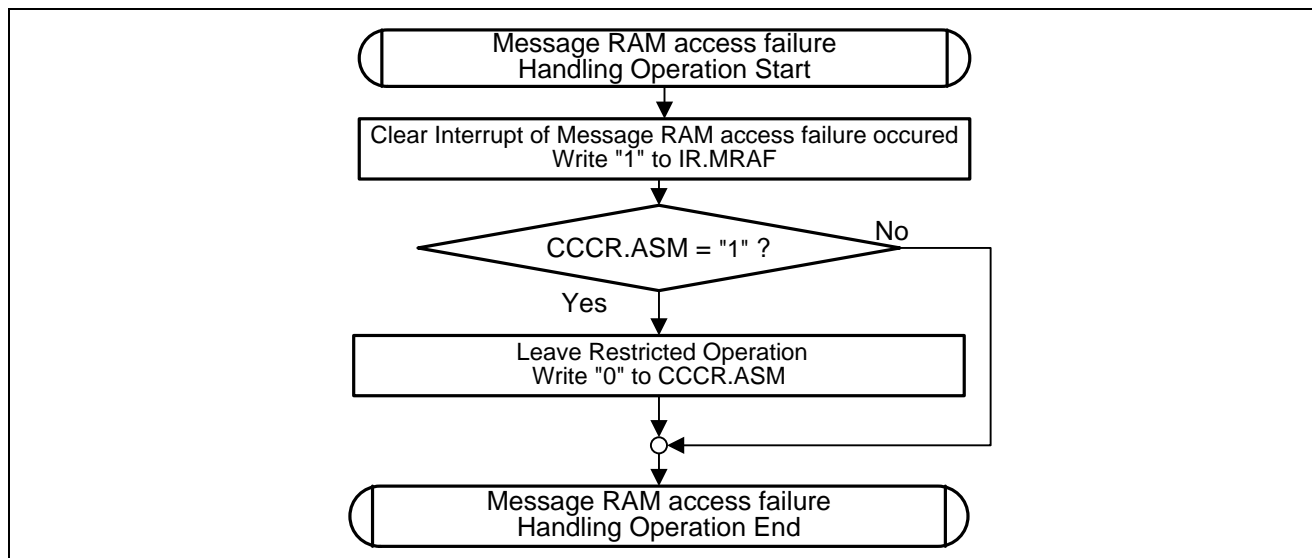 Message RAM access failure
Handling Operation Start
Clear Interrupt of Message RAM access failure occured
Write "1" to IR.MRAF
CCCR.ASM = "1" ?
No
Yes
Leave Restricted Operation
Write "0" to CCCR.ASM
Message RAM access failure
Handling Operation End